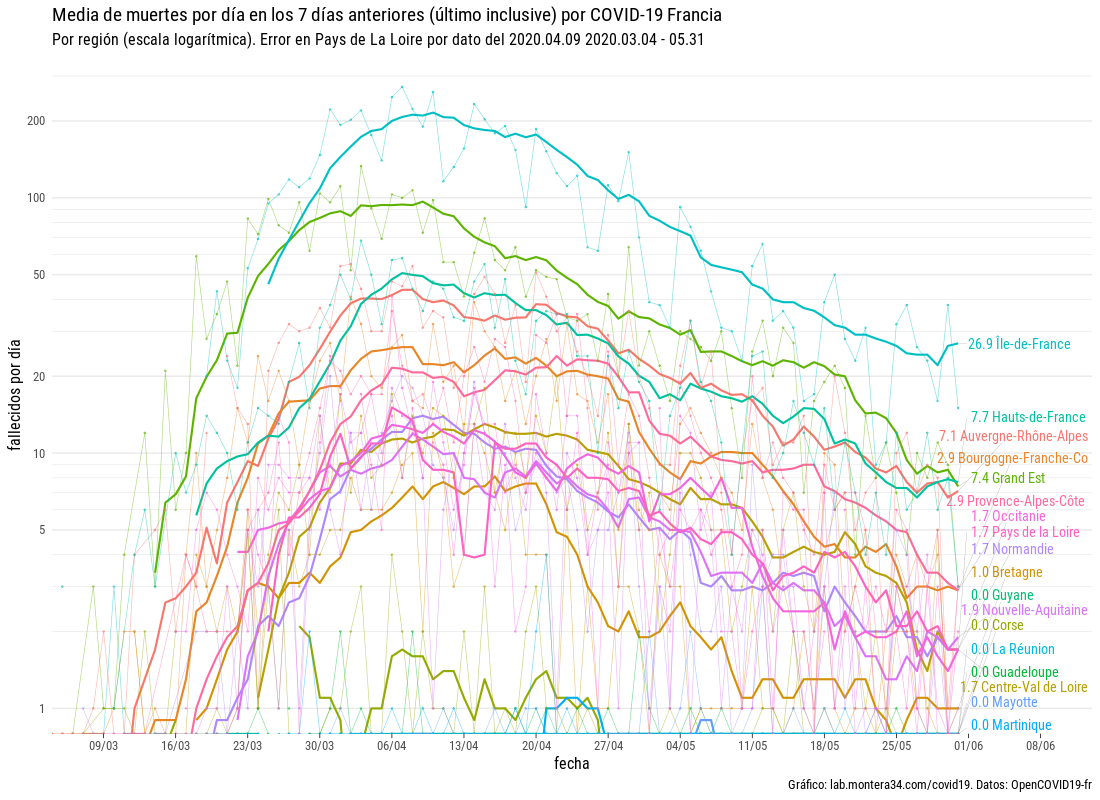 Media de muertes por día en los 7 días anteriores (último inclusive) por COVID-19 Francia
Por región (escala logarítmica). Error en Pays de La Loire por dato del 2020.04.09 2020.03.04 - 05.31
fallecidos por día
200
100
50
20
10
5
1
26.9 Île-de-France
7.7 Hauts-de-France
7.1 Auvergne-Rhône-Alpes
2.9 Bourgogne-Franche-Co
7.4 Grand Est
2.9 Provence-Alpes-Côte
1.7 Occitanie
1.7 Pays de la Loire
1.7 Normandie
1.0 Bretagne
0.0 Guyane
1.9 Nouvelle-Aquitaine
0.0 Corse
0.0 La Réunion
0.0 Guadeloupe
1.7 Centre-Val de Loire
0.0 Mayotte
0.0 Martinique
09/03 16/03 23/03 30/03 06/04 13/04 20/04 27/04 04/05 11/05 18/05 25/05 01/06 08/06
fecha
Gráfico: lab.montera34.com/covid19. Datos: OpenCOVID19-fr